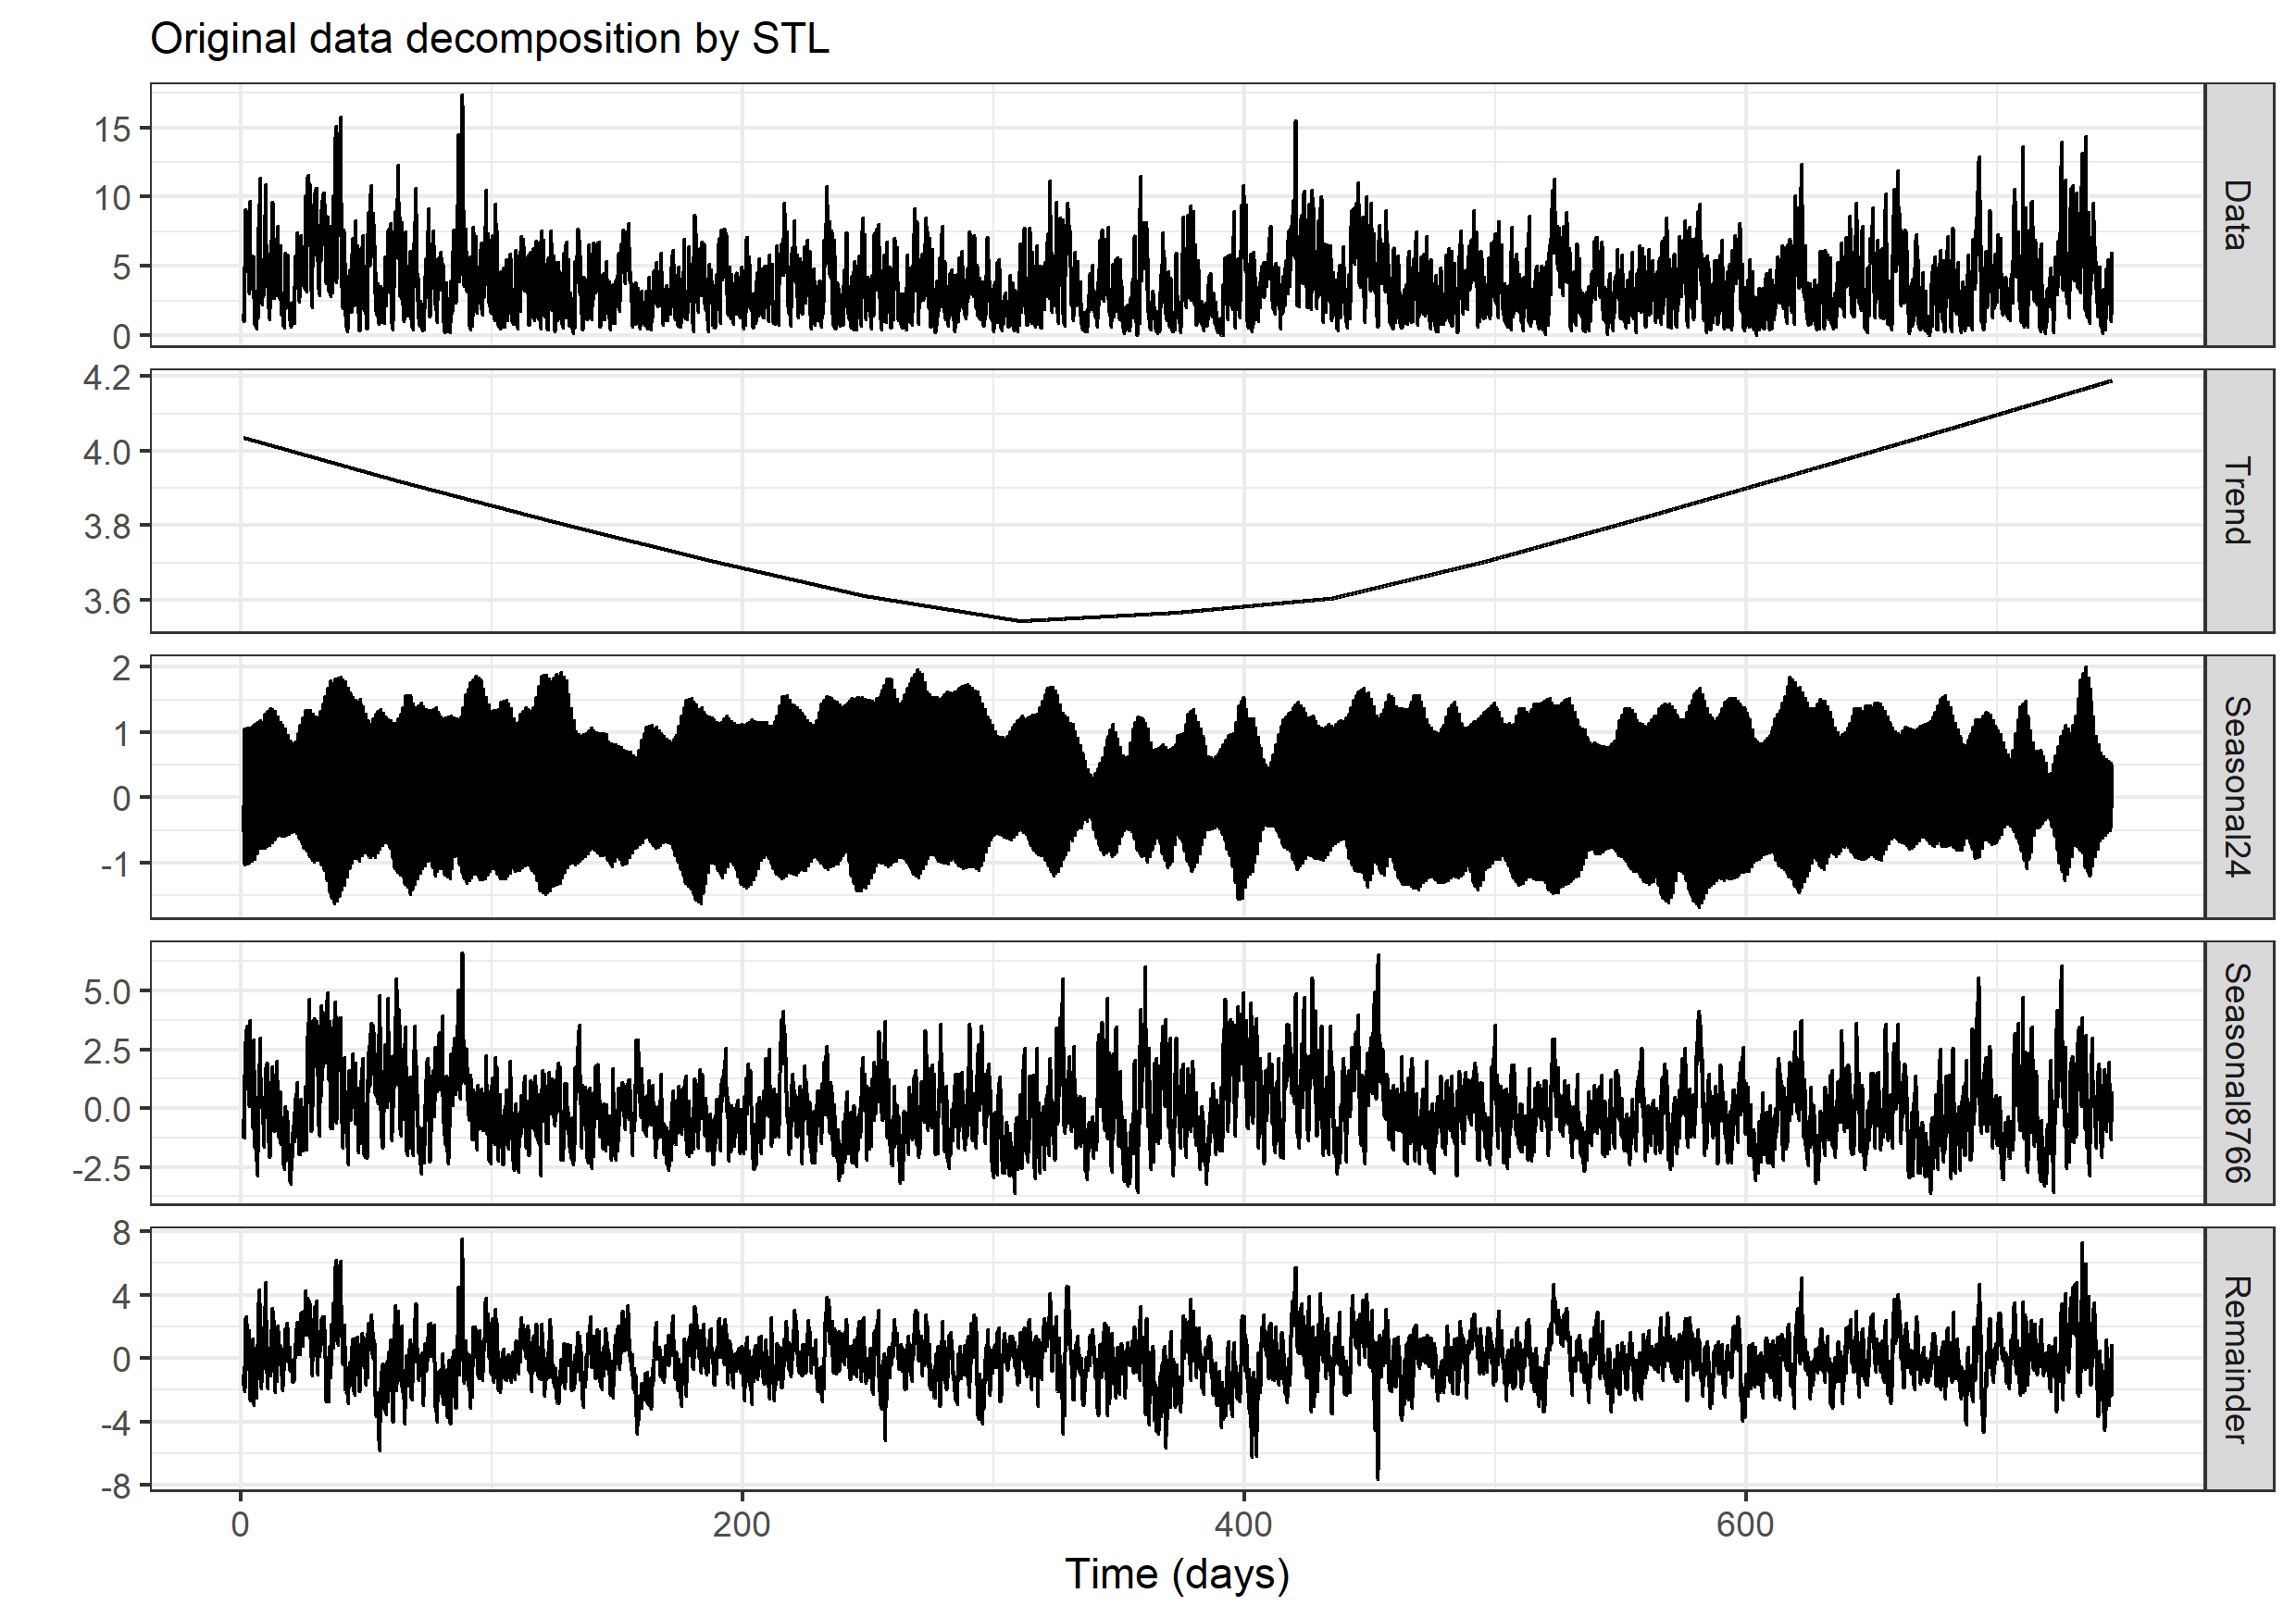 Original data decomposition by STL
15
10
5
0
Data
4.2
4.0
3.8
3.6
Trend
2
1
0
-1
Seasonal24
5.0
2.5
0.0
-2.5
Seasonal8766
8
4
0
-4
-8
Remainder
0 200 400 600
Time (days)